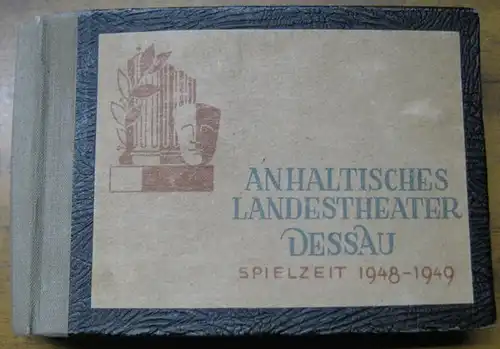 ANHALTISCHES
LANDESTHEATER
DESSAU
SPIELZEIT 1948-1949